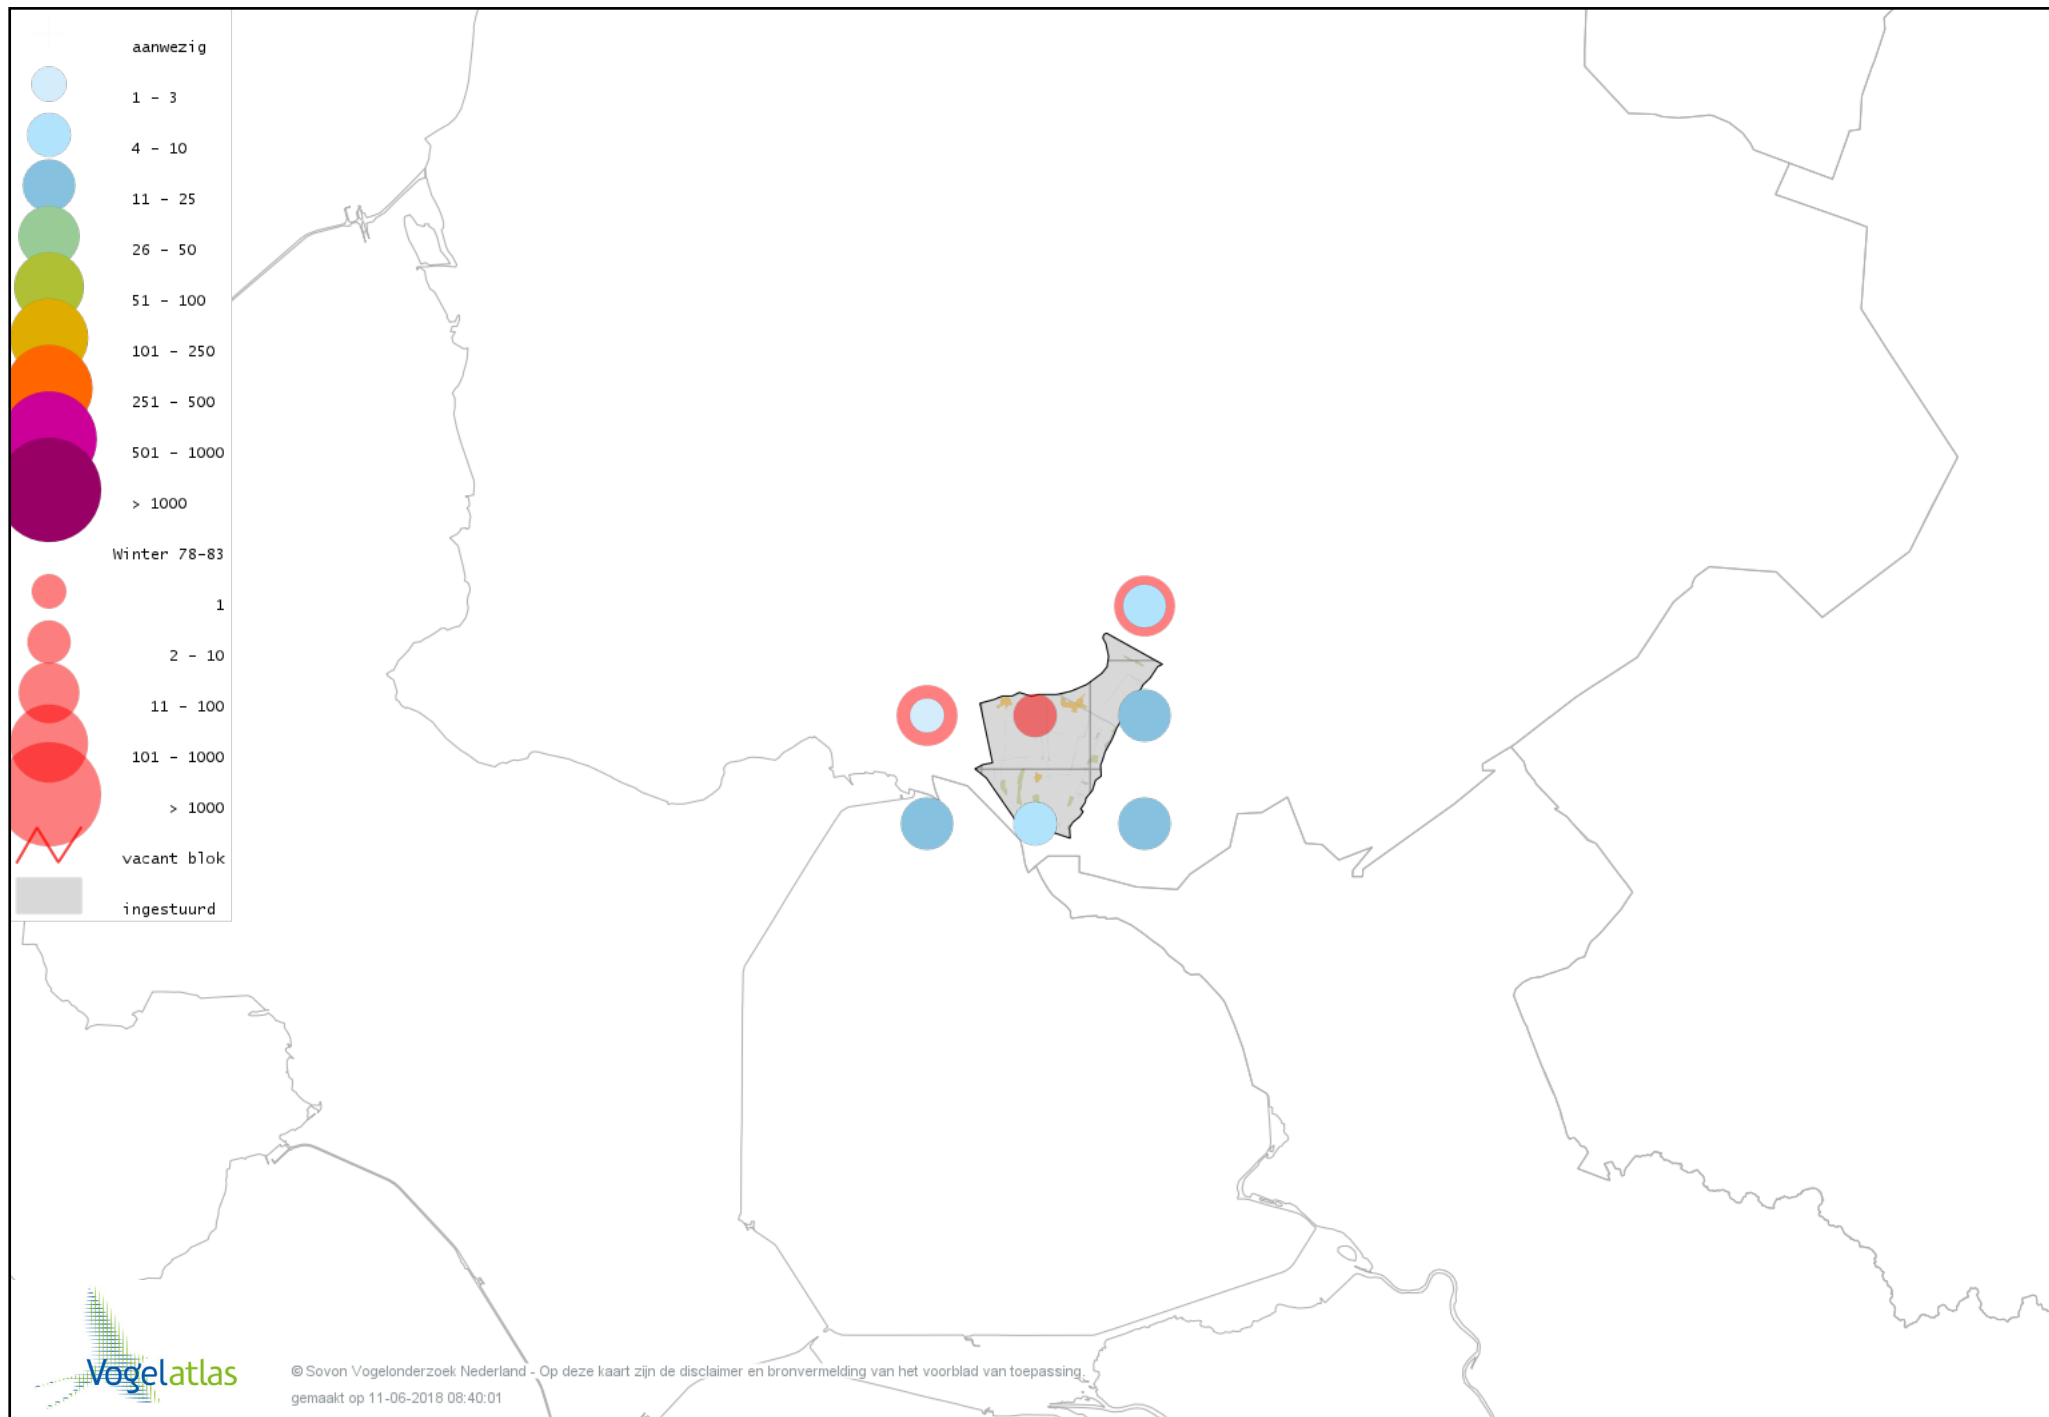 aanwezig
1 - 3
4 - 10
11 - 25
26 - 50
51 - 100
101 - 250
251 - 500
501 - 1000
> 1000
Winter 78-83
1
2 - 10
11 - 100
101 - 1000
> 1000
vacant blok
ingestuurd
Vogelatlas
© Sovon Vogelonderzoek Nederland - Op deze kaart zijn de disclaimer en bronvermelding van het voorblad van toepassing.
gemaakt op 11-06-2018 08:40:01